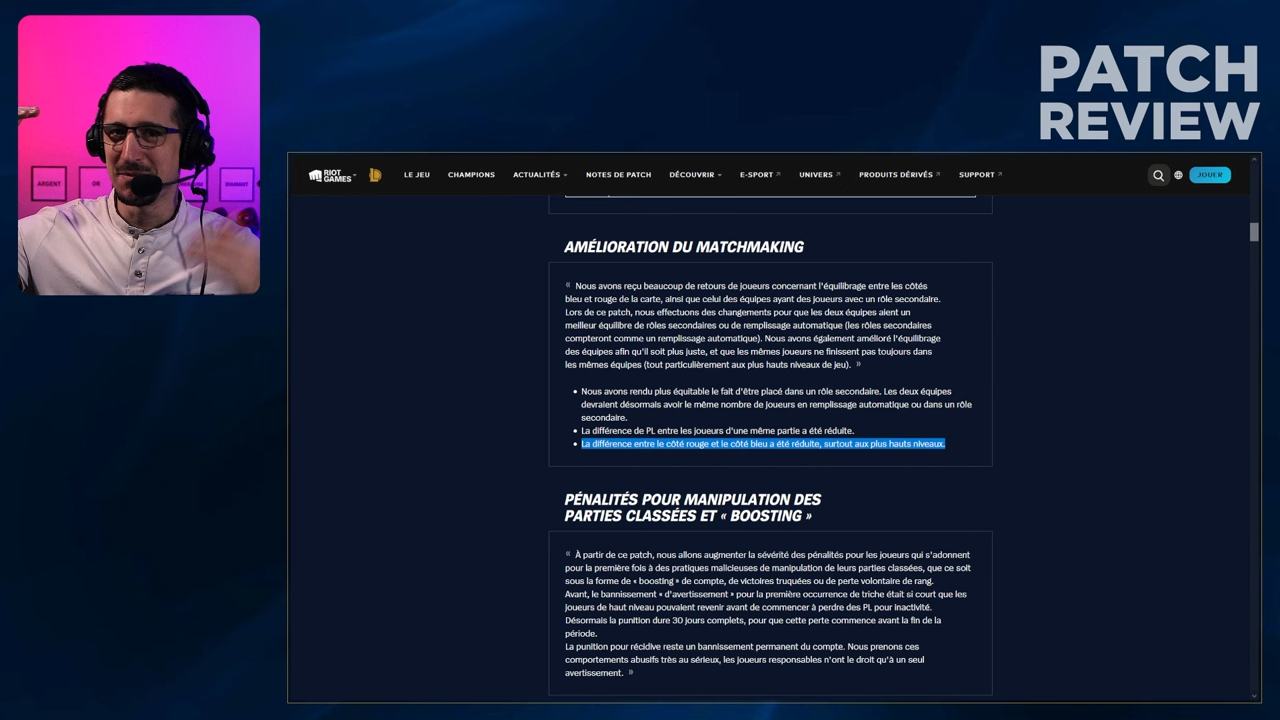 PATCH
REVIEW
ARGENT
OR
DIAMANT
RIOT
GAMES
LE JEU
CHAMPIONS
ACTUALITÉS
NOTES DE PATCH
DÉCOUVRIR
E-SPORT
UNIVERS
PRODUITS DÉRIVÉS
SUPPORT
JOUER
AMÉLIORATION DU MATCHMAKING
« Nous avons reçu beaucoup de retours de joueurs concernant l'équilibrage entre les côtés
bleu et rouge de la carte, ainsi que celui des équipes ayant des joueurs avec un rôle secondaire.
Lors de ce patch, nous effectuons des changements pour que les deux équipes aient un
meilleur équilibre de rôles secondaires ou de remplissage automatique (les rôles secondaires
compteront comme un remplissage automatique). Nous avons également amélioré l'équilibrage
des équipes afin qu'il soit plus juste, et que les mêmes joueurs ne finissent pas toujours dans
les mêmes équipes (tout particulièrement aux plus hauts niveaux de jeu). »
• Nous avons rendu plus équitable le fait d'être placé dans un rôle secondaire. Les deux équipes
devraient désormais avoir le même nombre de joueurs en remplissage automatique ou dans un rôle
secondaire.
• La différence de PL entre les joueurs d'une même partie a été réduite.
• La différence entre le côté rouge et le côté bleu a été réduite, surtout aux plus hauts niveaux.
PÉNALITÉS POUR MANIPULATION DES
PARTIES CLASSÉES ET « BOOSTING »
« À partir de ce patch, nous allons augmenter la sévérité des pénalités pour les joueurs qui s'adonnent
pour la première fois à des pratiques malicieuses de manipulation de leurs parties classées, que ce soit
sous la forme de « boosting » de compte, de victoires truquées ou de perte volontaire de rang.
Avant, le bannissement « d'avertissement » pour la première occurrence de triche était si court que les
joueurs de haut niveau pouvaient revenir avant de commencer à perdre des PL pour inactivité.
Désormais la punition dure 30 jours complets, pour que cette perte commence avant la fin de la
période.
La punition pour récidive reste un bannissement permanent du compte. Nous prenons ces
comportements abusifs très au sérieux, les joueurs responsables n'ont le droit qu'à un seul
avertissement. »